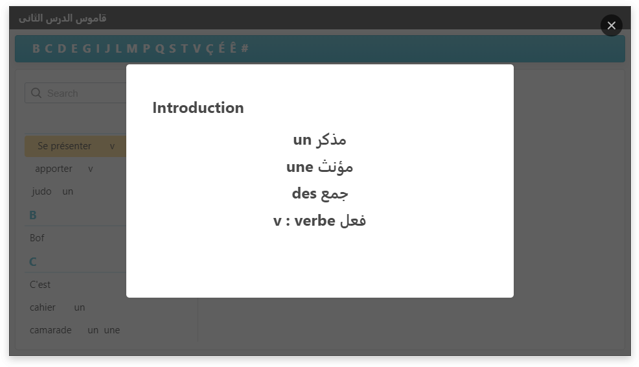 قاموس الدرس الثانى
B C D E G I J L M P Q S T V Ç É Ê #
Search
Se présenter v
apporter v
judo un
B
Bof
C
C'est
cahier un
camarade un une
Introduction
un مذكر
une مؤنث
des جمع
v : verbe فعل